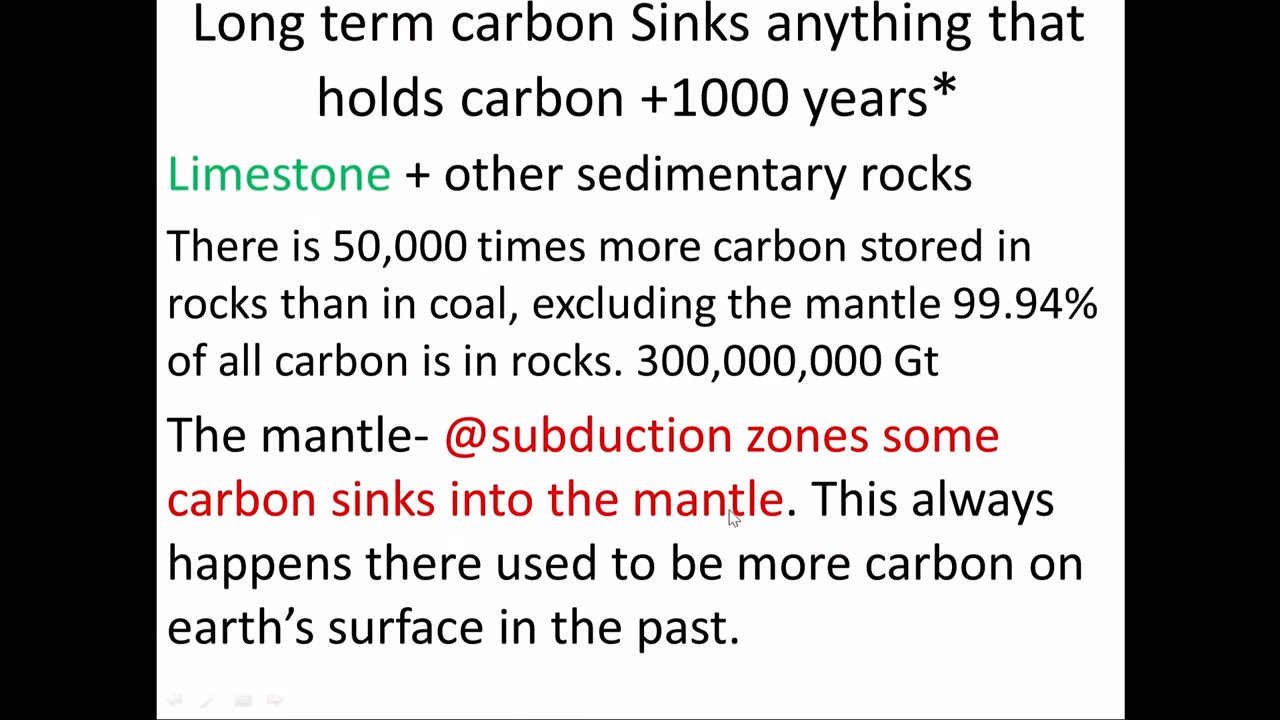 Long term carbon Sinks anything that
holds carbon +1000 years*
Limestone + other sedimentary rocks
There is 50,000 times more carbon stored in
rocks than in coal, excluding the mantle 99.94%
of all carbon is in rocks. 300,000,000 Gt
The mantle- @subduction zones some
carbon sinks into the mantle. This always
happens there used to be more carbon on
earth’s surface in the past.